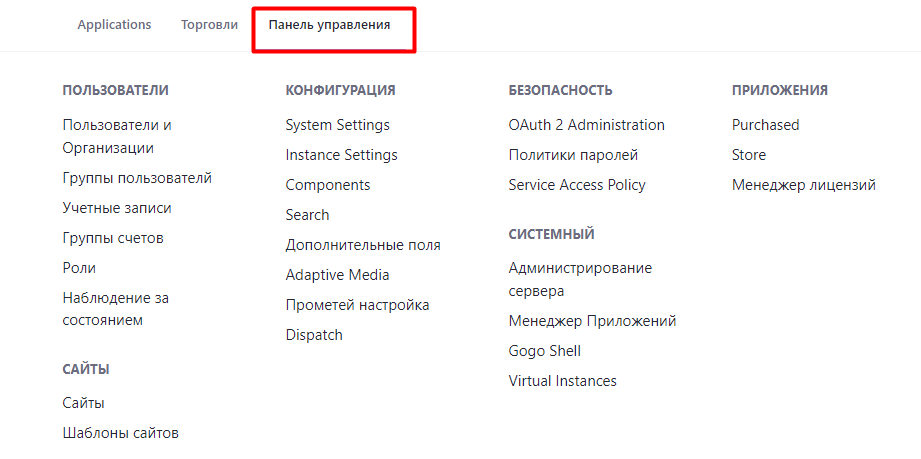 Applications
Торговли
Панель управления
ПОЛЬЗОВАТЕЛИ
Пользователи и
Организации
Группы пользователй
Учетные записи
Группы счетов
Роли
Наблюдение за
состоянием
САЙТЫ
Сайты
Шаблоны сайтов
КОНФИГУРАЦИЯ
System Settings
Instance Settings
Components
Search
Дополнительные поля
Adaptive Media
Прометей настройка
Dispatch
БЕЗОПАСНОСТЬ
OAuth 2 Administration
Политики паролей
Service Access Policy
СИСТЕМНЫЙ
Администрирование
сервера
Менеджер Приложений
Gogo Shell
Virtual Instances
ПРИЛОЖЕНИЯ
Purchased
Store
Менеджер лицензий